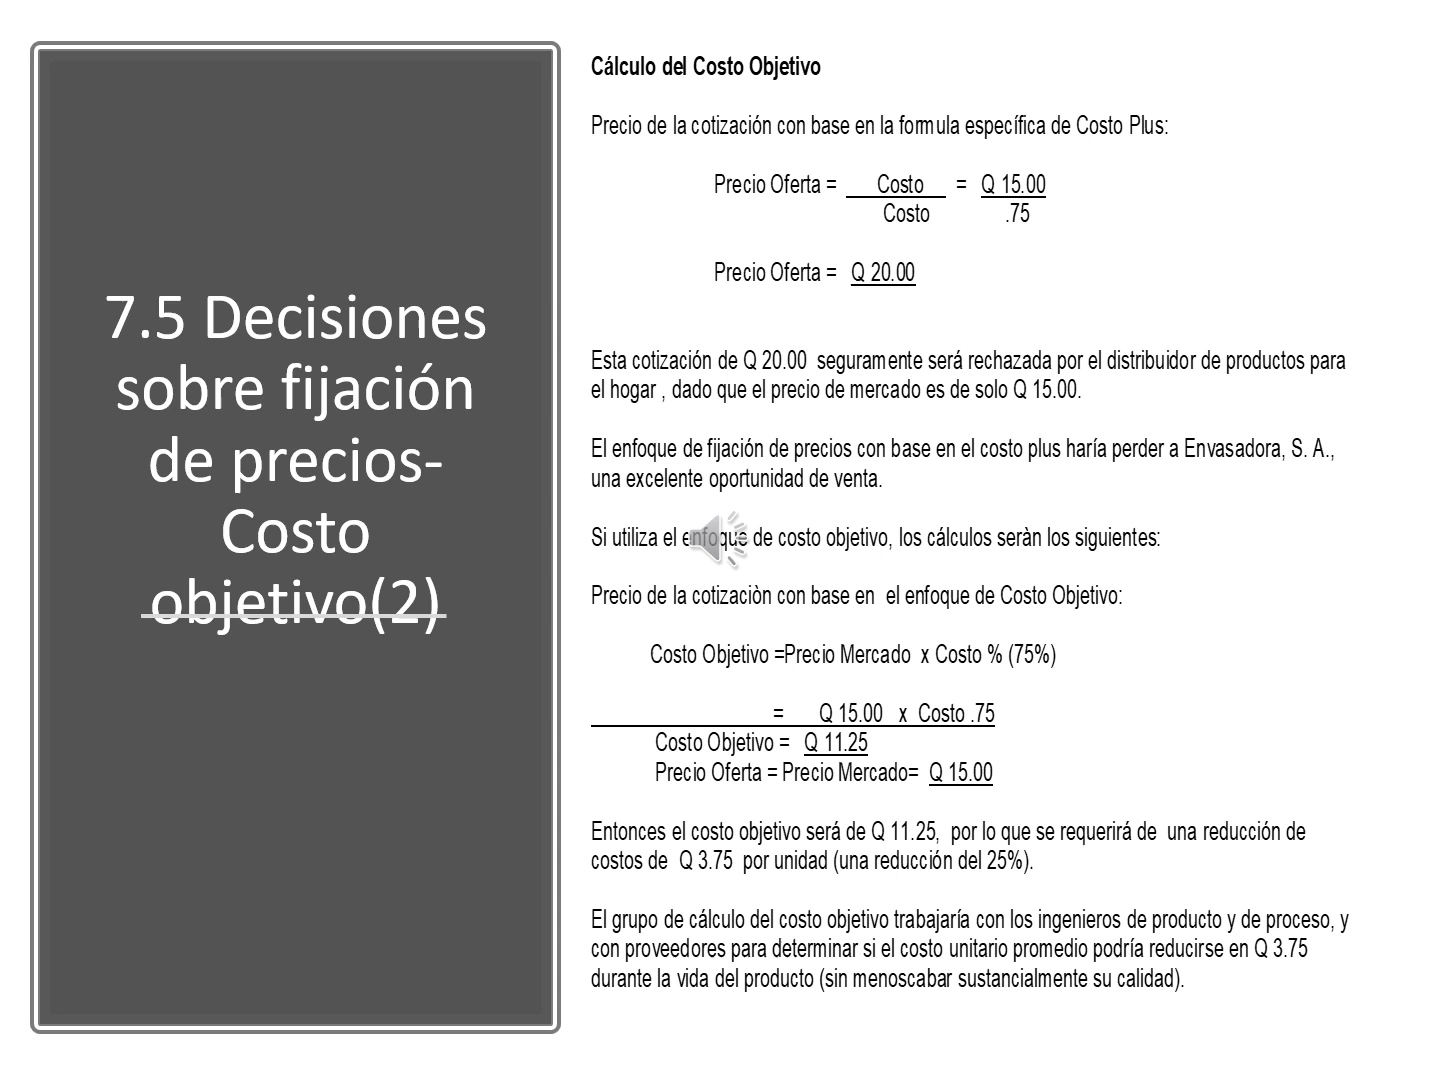 7.5 Decisiones
sobre fijación
de precios-
Costo
objetivo(2)
Cálculo del Costo Objetivo
Precio de la cotización con base en la formula específica de Costo Plus:
Precio Oferta = Costo = Q 15.00
Costo .75
Precio Oferta = Q 20.00
Esta cotización de Q 20.00 seguramente será rechazada por el distribuidor de productos para
el hogar , dado que el precio de mercado es de solo Q 15.00.
El enfoque de fijación de precios con base en el costo plus haría perder a Envasadora, S. A.,
una excelente oportunidad de venta.
Si utiliza el enfoque de costo objetivo, los cálculos seràn los siguientes:
Precio de la cotizaciòn con base en el enfoque de Costo Objetivo:
Costo Objetivo =Precio Mercado x Costo % (75%)
= Q 15.00 x Costo .75
Costo Objetivo = Q 11.25
Precio Oferta = Precio Mercado= Q 15.00
Entonces el costo objetivo será de Q 11.25, por lo que se requerirá de una reducción de
costos de Q 3.75 por unidad (una reducción del 25%).
El grupo de cálculo del costo objetivo trabajaría con los ingenieros de producto y de proceso, y
con proveedores para determinar si el costo unitario promedio podría reducirse en Q 3.75
durante la vida del producto (sin menoscabar sustancialmente su calidad).